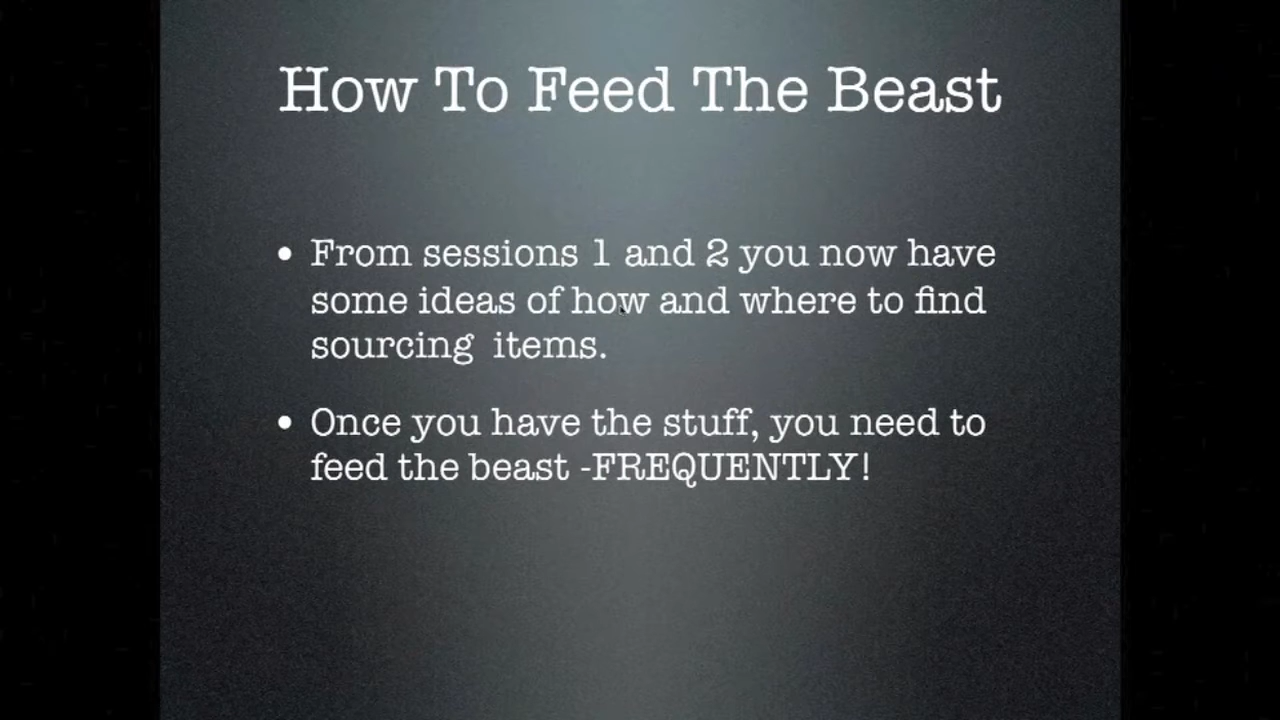 How To Feed The Beast
• From sessions 1 and 2 you now have
some ideas of how and where to find
sourcing  items.
• Once you have the stuff, you need to
feed the beast -FREQUENTLY!